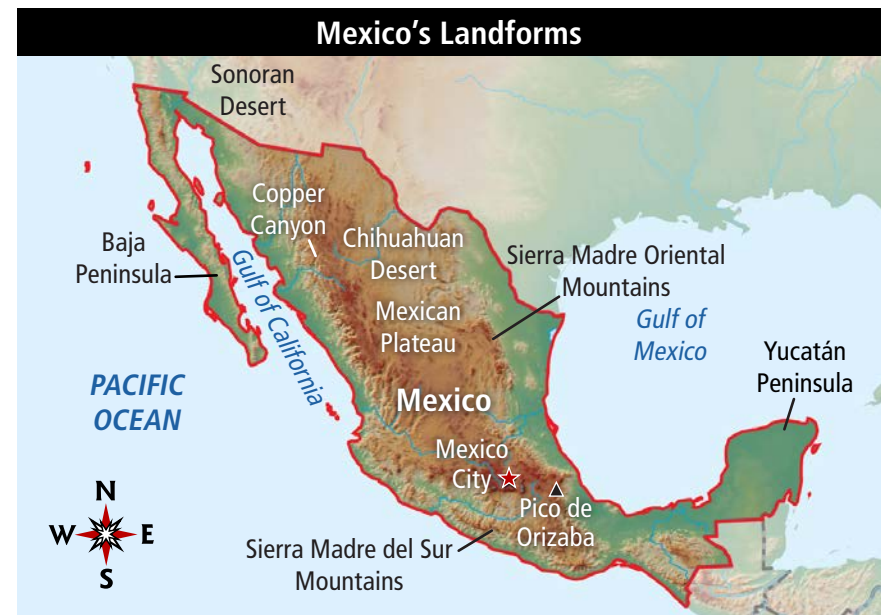 Mexico's Landforms
Sonoran
Desert
Copper
Canyon
Chihuahuan
Desert
Baja
Peninsula
Gulf of California
Sierra Madre Oriental
Mountains
Mexican
Plateau
Gulf of
Mexico
Yucatán
Peninsula
PACIFIC
OCEAN
Mexico
Mexico
City
Pico de
Orizaba
N
W
E
S
Sierra Madre del Sur
Mountains